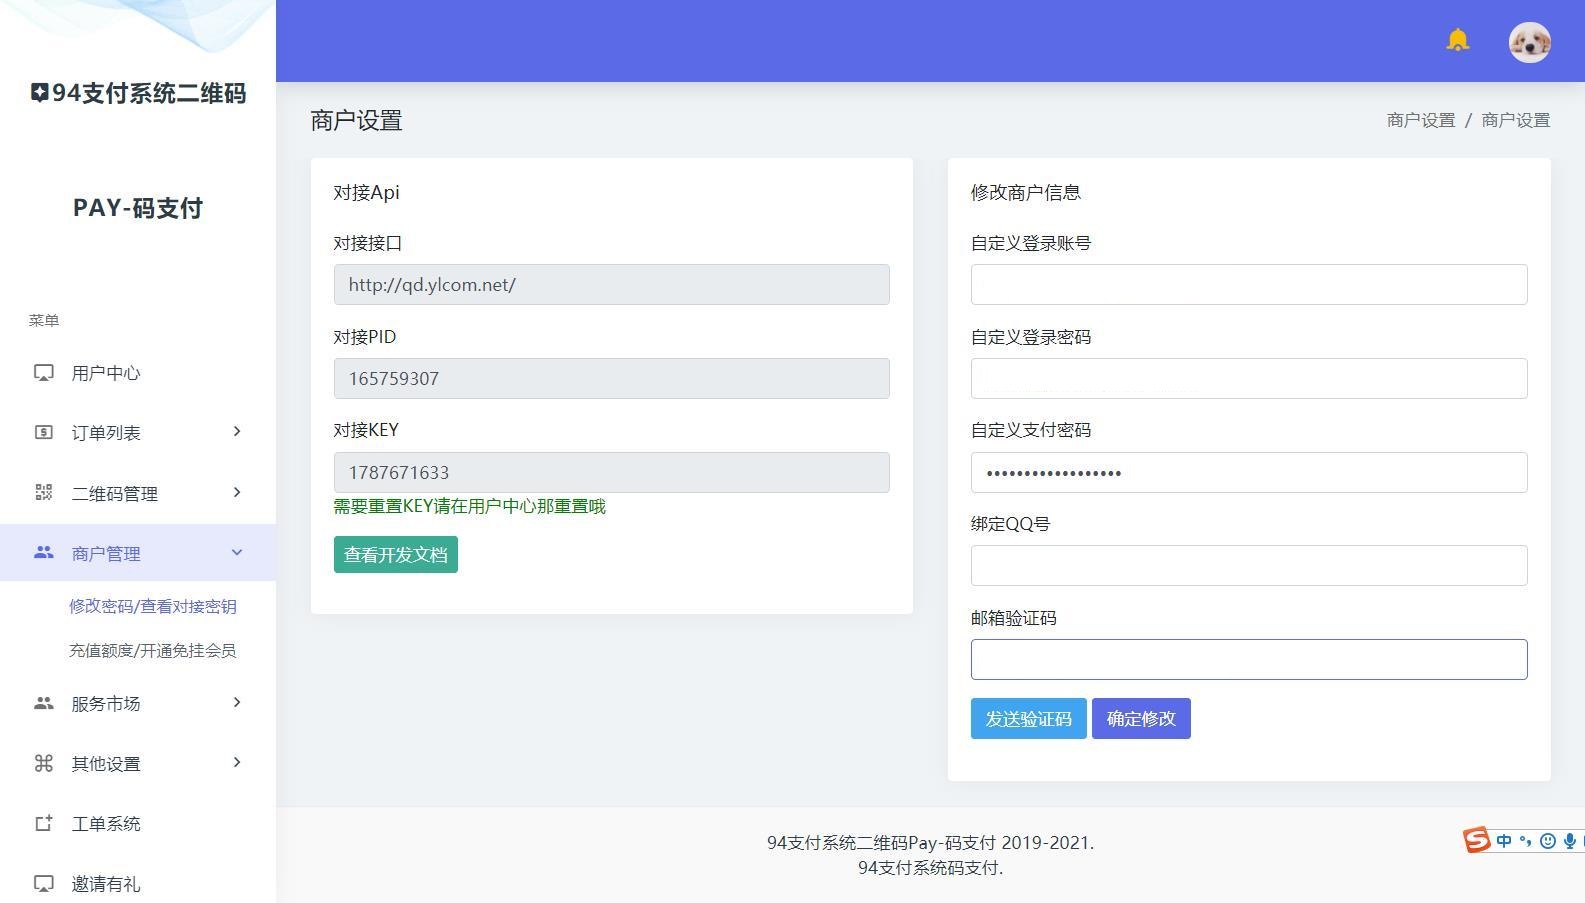 94支付系统二维码
PAY-码支付
菜单
用户中心
订单列表
二维码管理
商户管理
修改密码/查看对接密钥
充值额度/开通免挂会员
服务市场
其他设置
工单系统
邀请有礼
商户设置
商户设置 / 商户设置
对接Api
对接接口
http://qd.ylcom.net/
对接PID
165759307
对接KEY
1787671633
需要重置KEY请在用户中心那重置哦
查看开发文档
修改商户信息
自定义登录账号
自定义登录密码
自定义支付密码
••••••••••••••••••
绑定QQ号
邮箱验证码
发送验证码 确定修改
94支付系统二维码Pay-码支付 2019-2021.
94支付系统码支付.
S 中